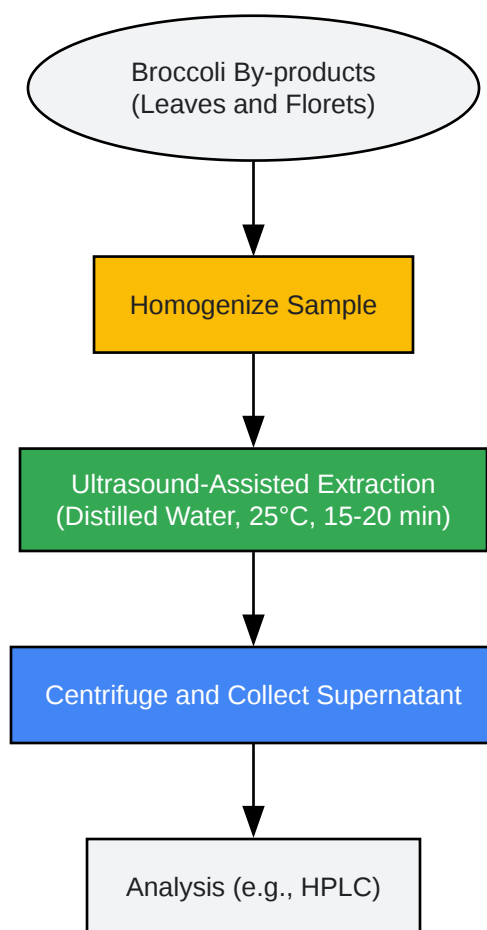 Broccoli By-products
(Leaves and Florets)
Homogenize Sample
Ultrasound-Assisted Extraction
(Distilled Water, 25°C, 15-20 min)
Centrifuge and Collect Supernatant
Analysis (e.g., HPLC)